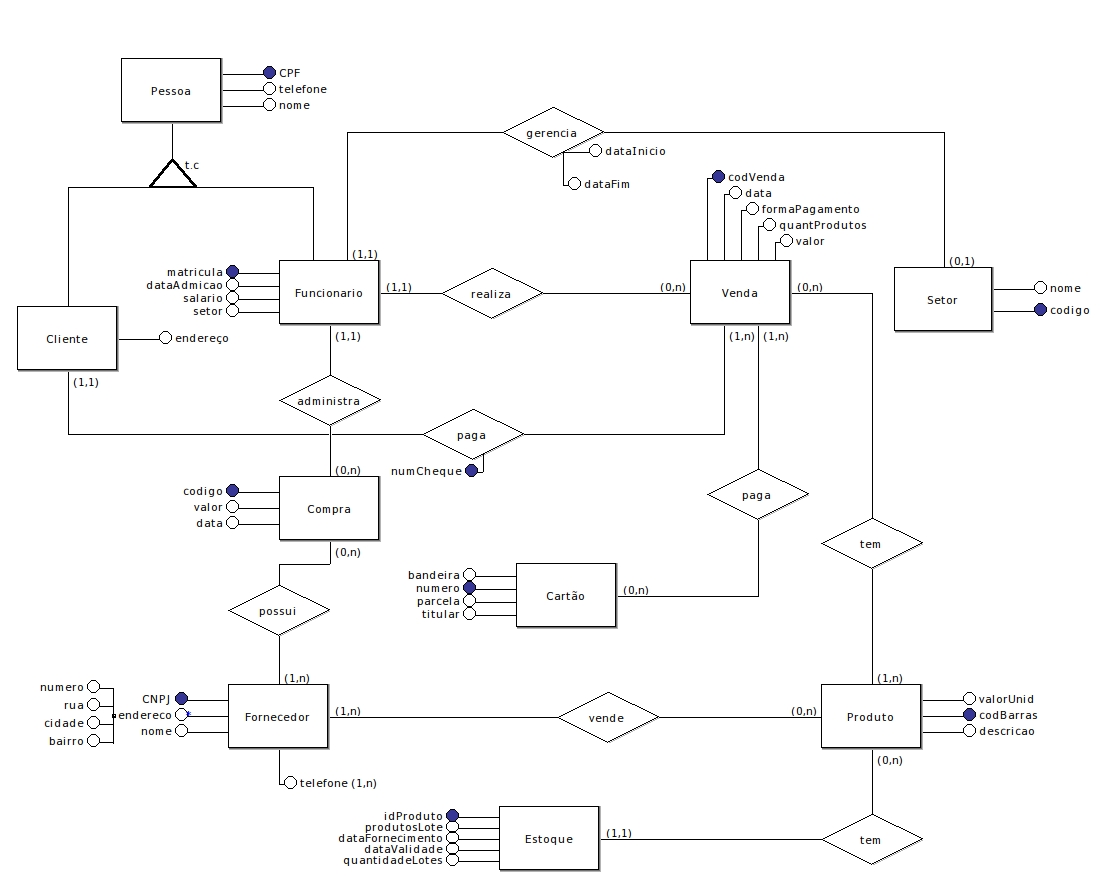 Pessoa
CPF
telefone
nome
t.c
gerencia
dataInicio
dataFim
codVenda
data
formaPagamento
quantProdutos
valor
(1,1)
(0,1)
matricula
dataAdmicao
salario
setor
Funcionario
(1,1)
realiza
(0,n)
Venda
(0,n)
Setor
nome
codigo
Cliente
endereço
(1,1)
(1,1)
(1,n)
(1,n)
administra
paga
numCheque
(0,n)
codigo
valor
data
Compra
(0,n)
paga
tem
bandeira
numero
parcela
titular
Cartão
(0,n)
possui
(1,n)
(1,n)
numero
rua
cidade
bairro
CNPJ
endereco
*
nome
Fornecedor
(1,n)
vende
(0,n)
Produto
valorUnid
codBarras
descricao
(0,n)
telefone (1,n)
idProduto
produtosLote
dataFornecimento
dataValidade
quantidadeLotes
Estoque
(1,1)
tem